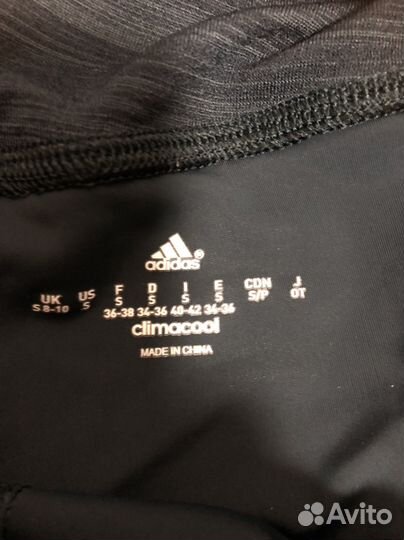 adidas®
UK US F D I E CDN J
S 8-10 S S S S S S/P OT
36-38 34-36 40-42 34-36
climacool
MADE IN CHINA
Avito